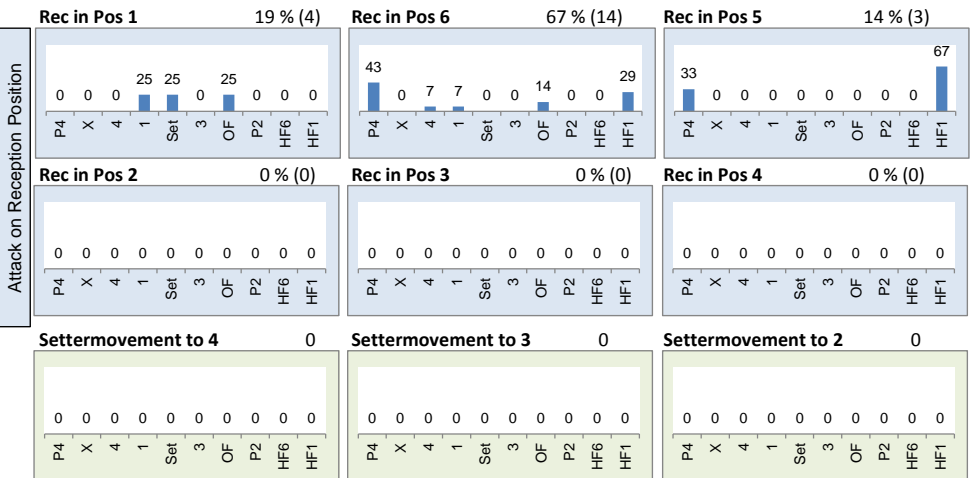 Attack on Reception Position
Rec in Pos 1 19 % (4)
0 0 0 25 25 0 25 0 0 0
P4 X 4 1 Set 3 OF P2 HF6 HF1
Rec in Pos 6 67 % (14)
43 0 7 7 0 0 14 0 0 29
P4 X 4 1 Set 3 OF P2 HF6 HF1
Rec in Pos 5 14 % (3)
33 0 0 0 0 0 0 0 0 67
P4 X 4 1 Set 3 OF P2 HF6 HF1
Rec in Pos 2 0 % (0)
0 0 0 0 0 0 0 0 0 0
P4 X 4 1 Set 3 OF P2 HF6 HF1
Rec in Pos 3 0 % (0)
0 0 0 0 0 0 0 0 0 0
P4 X 4 1 Set 3 OF P2 HF6 HF1
Rec in Pos 4 0 % (0)
0 0 0 0 0 0 0 0 0 0
P4 X 4 1 Set 3 OF P2 HF6 HF1
Settermovement to 4 0
0 0 0 0 0 0 0 0 0 0
P4 X 4 1 Set 3 OF P2 HF6 HF1
Settermovement to 3 0
0 0 0 0 0 0 0 0 0 0
P4 X 4 1 Set 3 OF P2 HF6 HF1
Settermovement to 2 0
0 0 0 0 0 0 0 0 0 0
P4 X 4 1 Set 3 OF P2 HF6 HF1